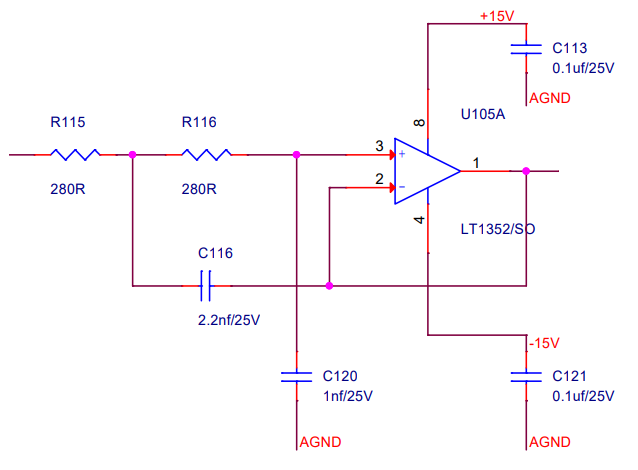 +15V
C113
0.1uf/25V
AGND
U105A
R115
R116
8
3
+
1
2
-
280R
280R
4
LT1352/SO
C116
2.2nf/25V
-15V
C120
1nf/25V
C121
0.1uf/25V
AGND
AGND